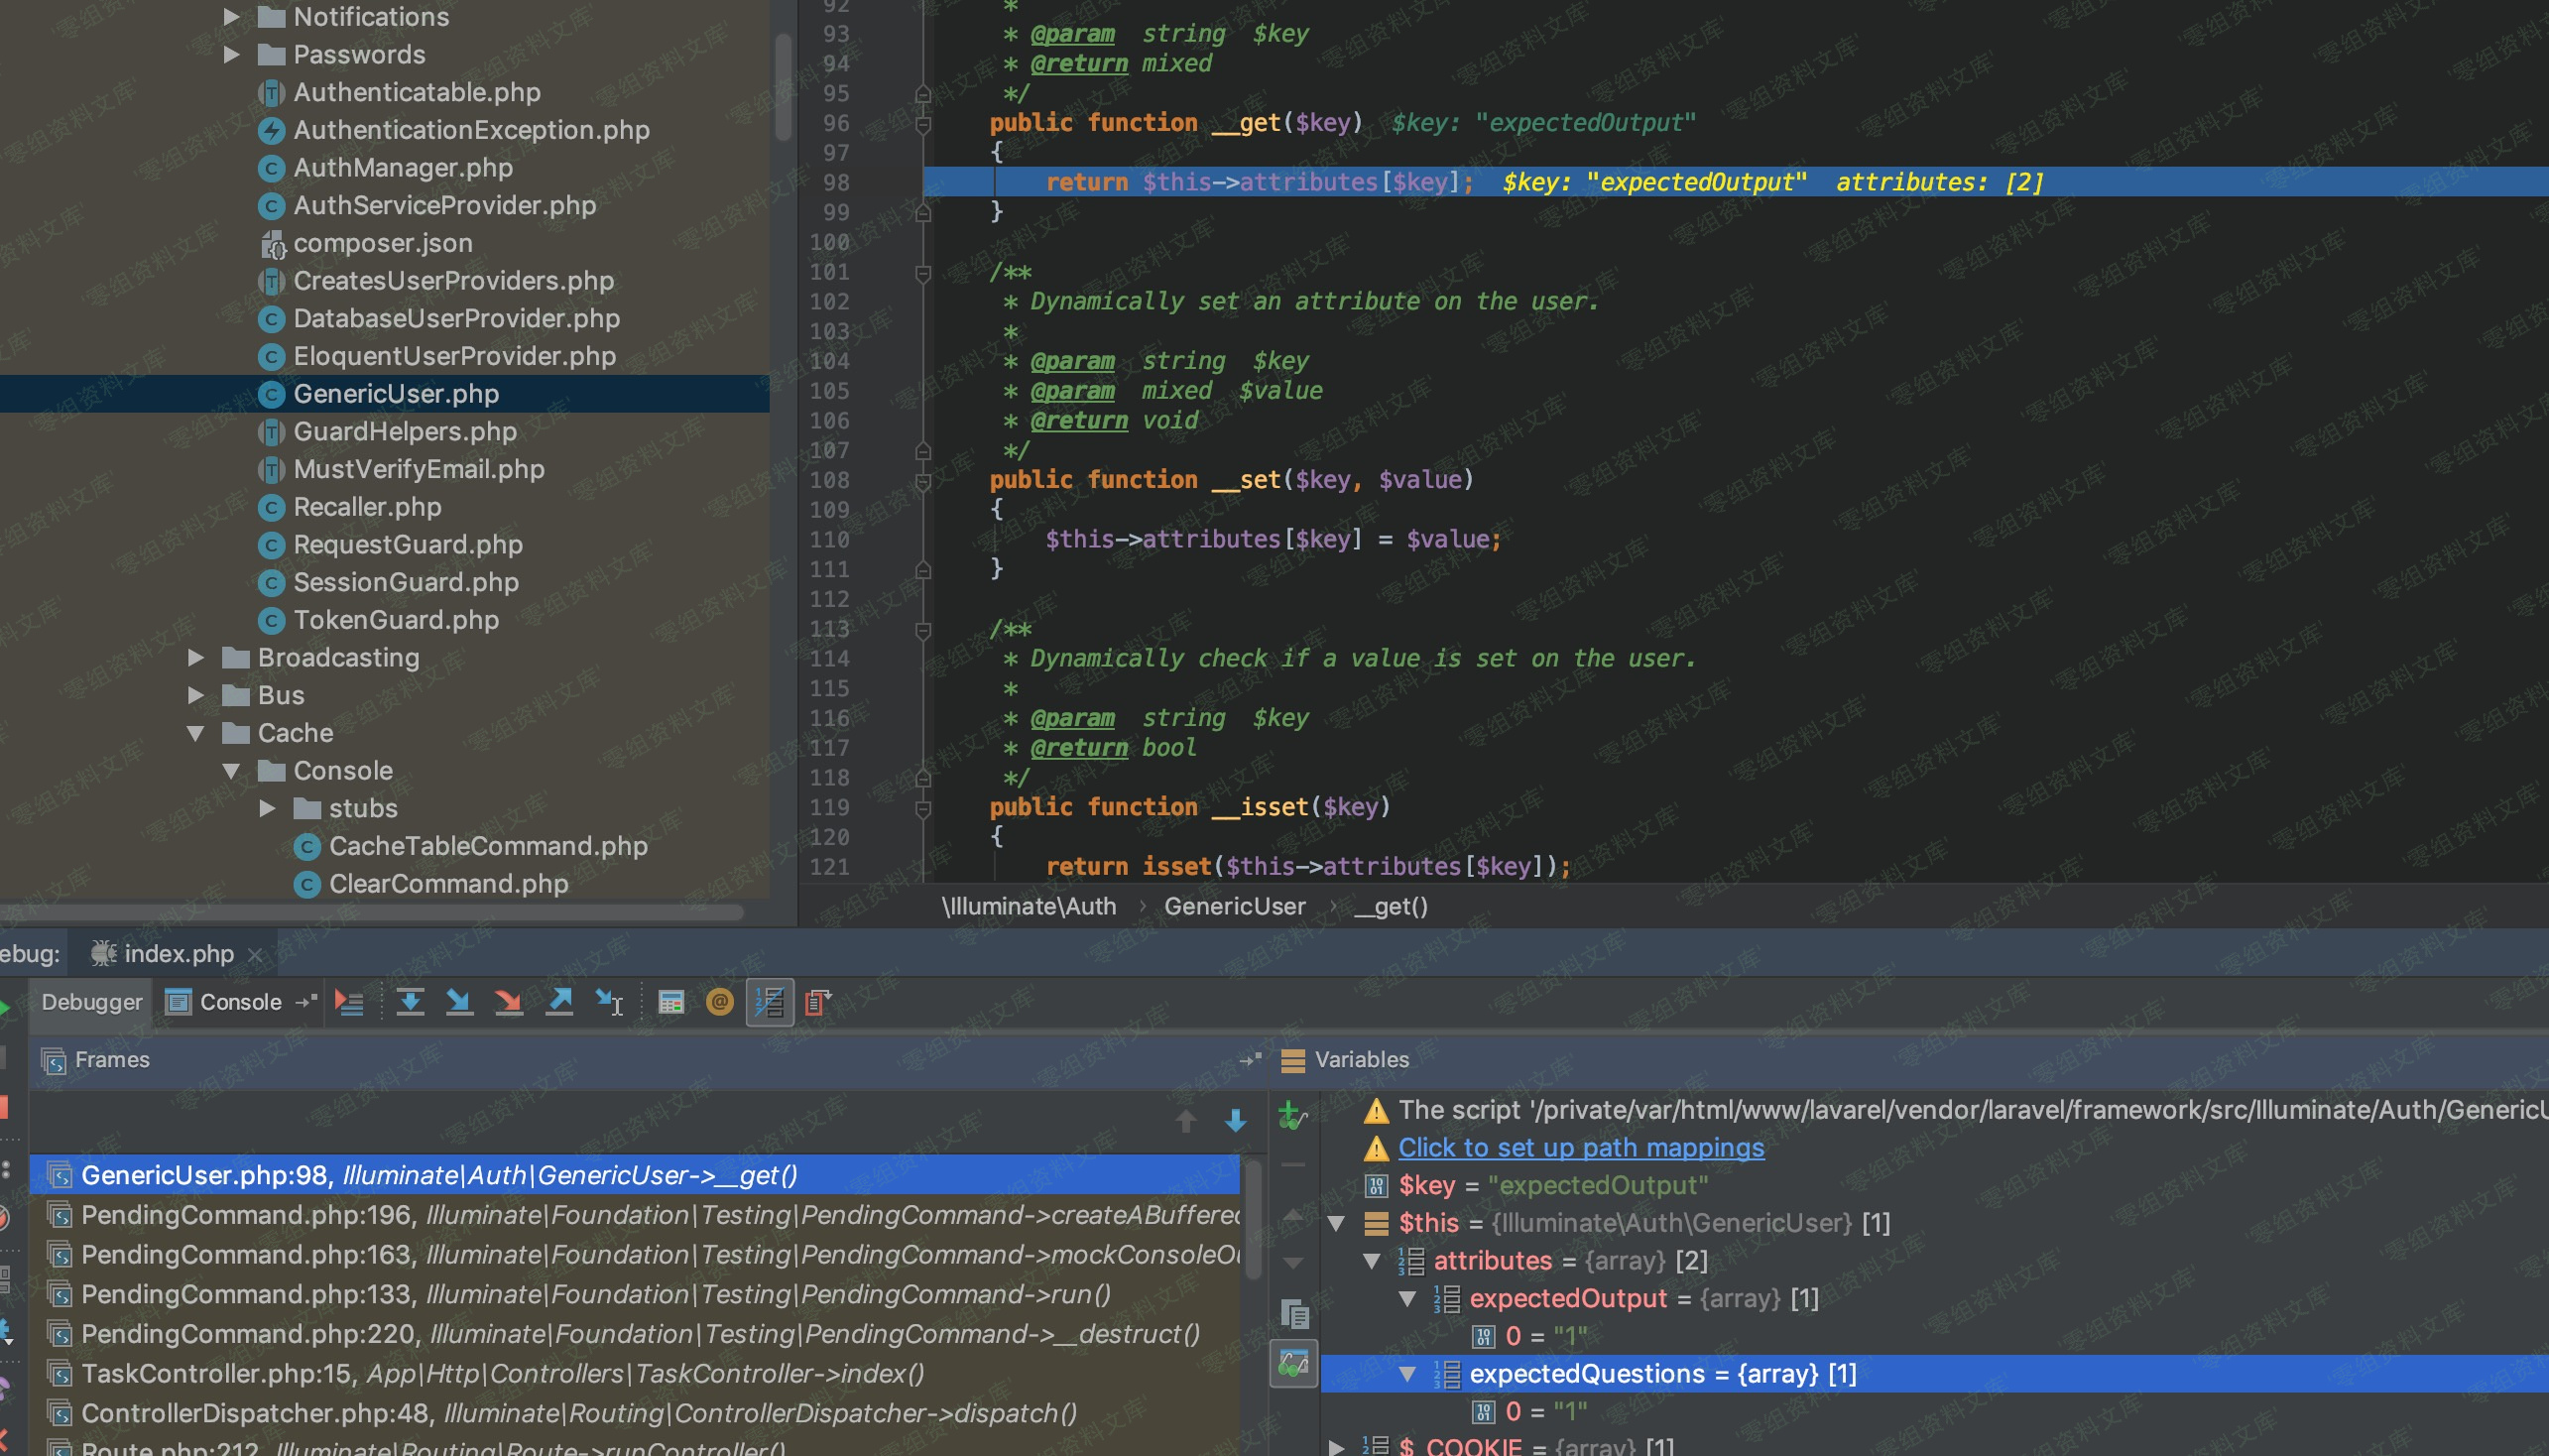 Notifications
Passwords
Authenticatable.php
AuthenticationException.php
AuthManager.php
AuthServiceProvider.php
composer.json
CreatesUserProviders.php
DatabaseUserProvider.php
EloquentUserProvider.php
GenericUser.php
GuardHelpers.php
MustVerifyEmail.php
Recaller.php
RequestGuard.php
SessionGuard.php
TokenGuard.php
Broadcasting
Bus
Cache
Console
stubs
CacheTableCommand.php
ClearCommand.php
92 *
93 * @param string $key
94 * @return mixed
95 */
96 public function __get($key) $key: "expectedOutput"
97 {
98 return $this->attributes[$key]; $key: "expectedOutput" attributes: [2]
99 }
100
101 /**
102 * Dynamically set an attribute on the user.
103 *
104 * @param string $key
105 * @param mixed $value
106 * @return void
107 */
108 public function __set($key, $value)
109 {
110 $this->attributes[$key] = $value;
111 }
112
113 /**
114 * Dynamically check if a value is set on the user.
115 *
116 * @param string $key
117 * @return bool
118 */
119 public function __isset($key)
120 {
121 return isset($this->attributes[$key]);
\Illuminate\Auth › GenericUser › __get()
ebug: index.php ×
Debugger Console
Frames
GenericUser.php:98, Illuminate\Auth\GenericUser->__get()
PendingCommand.php:196, Illuminate\Foundation\Testing\PendingCommand->createABuffered
PendingCommand.php:163, Illuminate\Foundation\Testing\PendingCommand->mockConsoleOu
PendingCommand.php:133, Illuminate\Foundation\Testing\PendingCommand->run()
PendingCommand.php:220, Illuminate\Foundation\Testing\PendingCommand->__destruct()
TaskController.php:15, App\Http\Controllers\TaskController->index()
ControllerDispatcher.php:48, Illuminate\Routing\ControllerDispatcher->dispatch()
Route.php:212, Illuminate\Routing\Route->runController()
Variables
The script '/private/var/html/www/lavarel/vendor/laravel/framework/src/Illuminate/Auth/GenericU
Click to set up path mappings
$key = "expectedOutput"
$this = {Illuminate\Auth\GenericUser} [1]
attributes = {array} [2]
expectedOutput = {array} [1]
0 = "1"
expectedQuestions = {array} [1]
0 = "1"
$_COOKIE = {array} [1]
零组资料文库